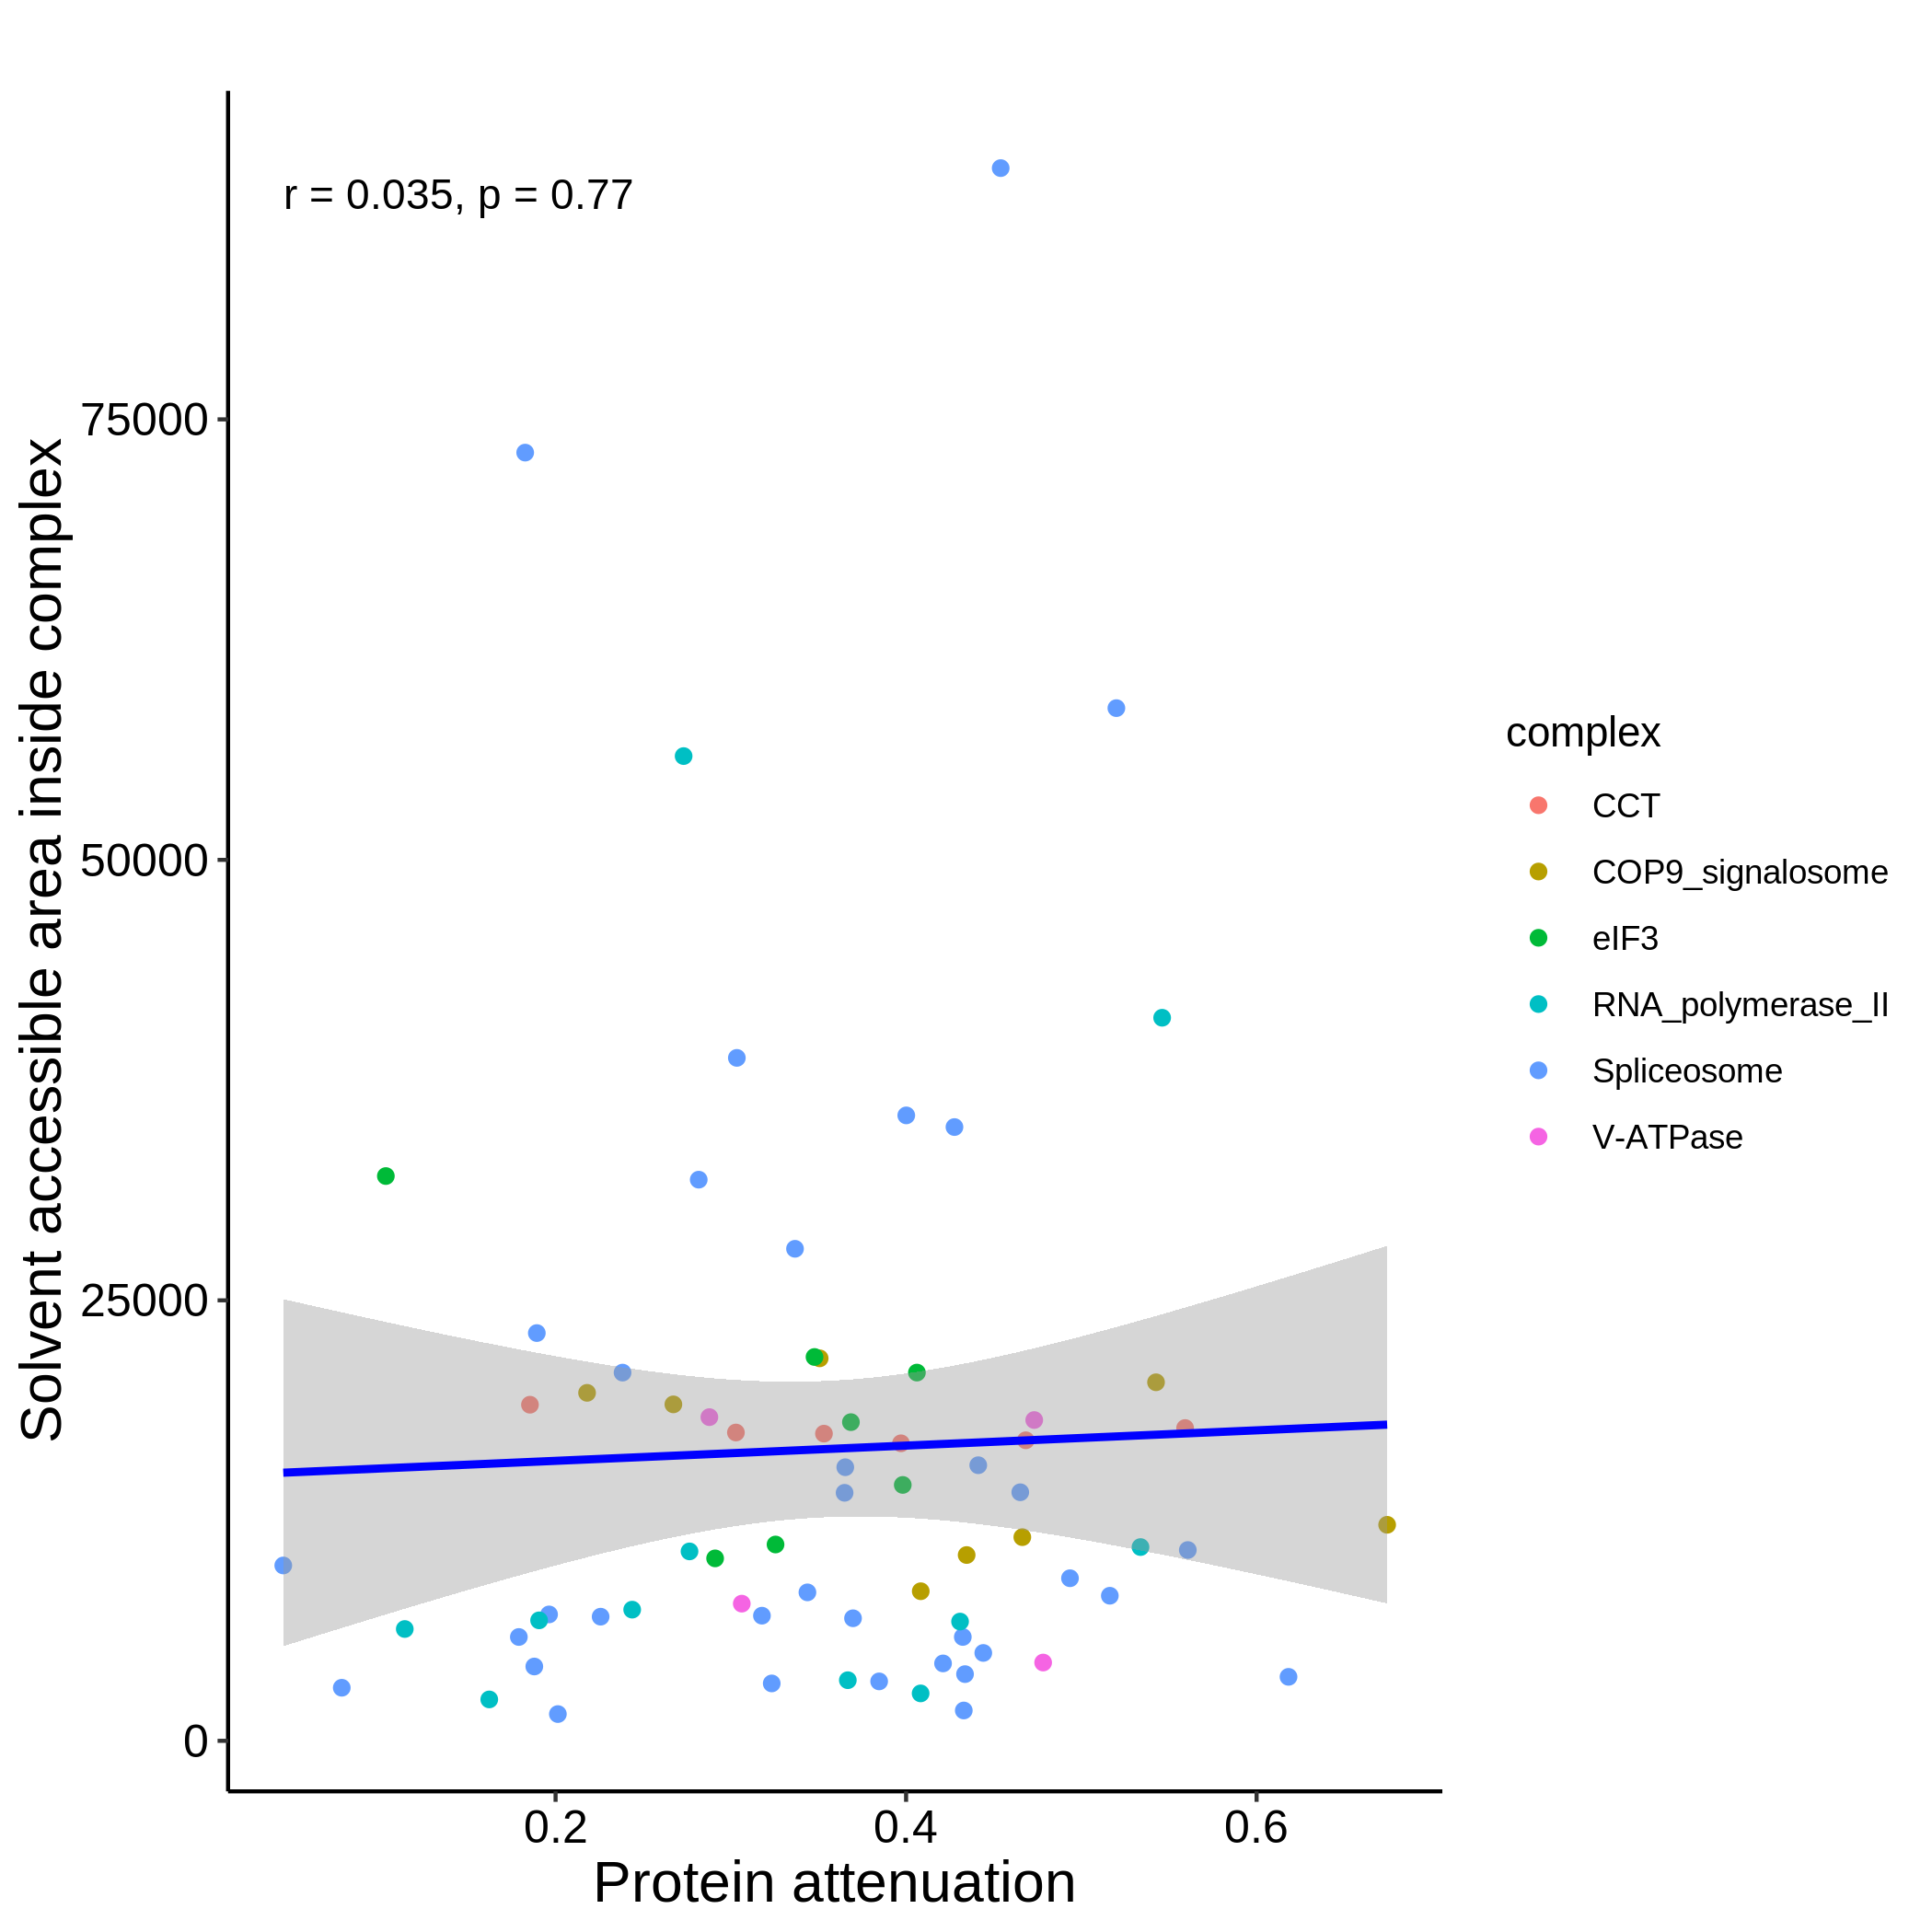 r = 0.035, p = 0.77
Solvent accessible area inside complex
75000
50000
25000
0
0.2
0.4
0.6
Protein attenuation
complex
CCT
COP9_signalosome
eIF3
RNA_polymerase_II
Spliceosome
V-ATPase